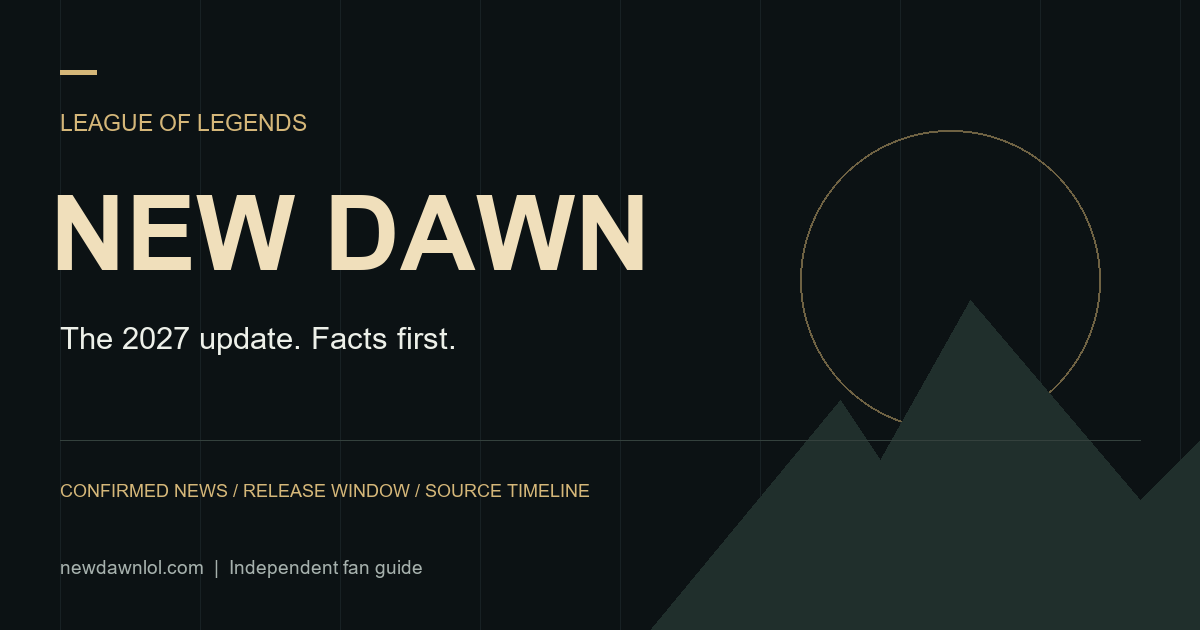 LEAGUE OF LEGENDS
NEW DAWN
The 2027 update. Facts first.
CONFIRMED NEWS / RELEASE WINDOW / SOURCE TIMELINE
newdawnlol.com | Independent fan guide